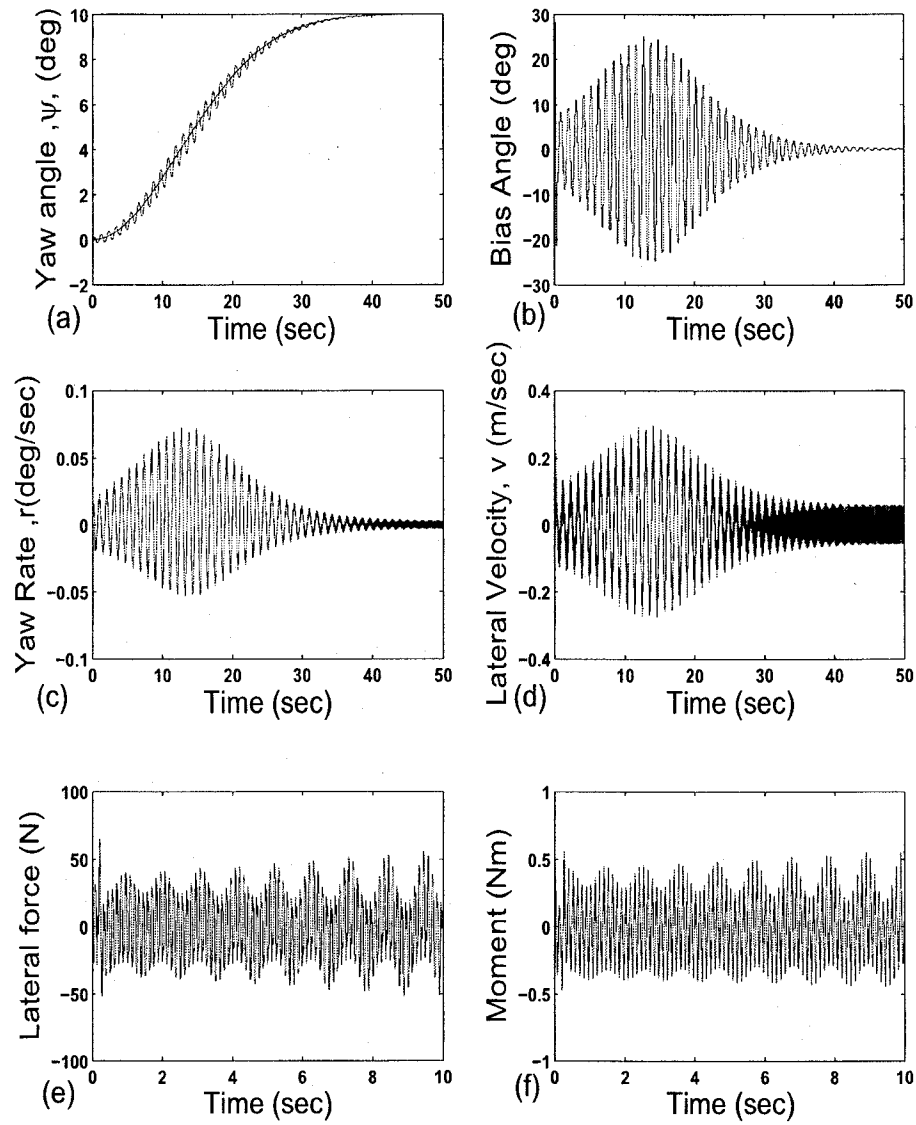 Yaw angle ,ψ, (deg)
10
8
6
4
2
0
−2
0 10 20 30 40 50
Time (sec)
(a)
Bias Angle (deg)
30
20
10
0
−10
−20
−30
0 10 20 30 40 50
Time (sec)
(b)
Yaw Rate ,r(deg/sec)
0.1
0.05
0
−0.05
−0.1
0 10 20 30 40 50
Time (sec)
(c)
Lateral Velocity, v (m/sec)
0.4
0.2
0
−0.2
−0.4
0 10 20 30 40 50
Time (sec)
(d)
Lateral force (N)
100
50
0
−50
−100
0 2 4 6 8 10
Time (sec)
(e)
Moment (Nm)
1
0.5
0
−0.5
−1
0 2 4 6 8 10
Time (sec)
(f)